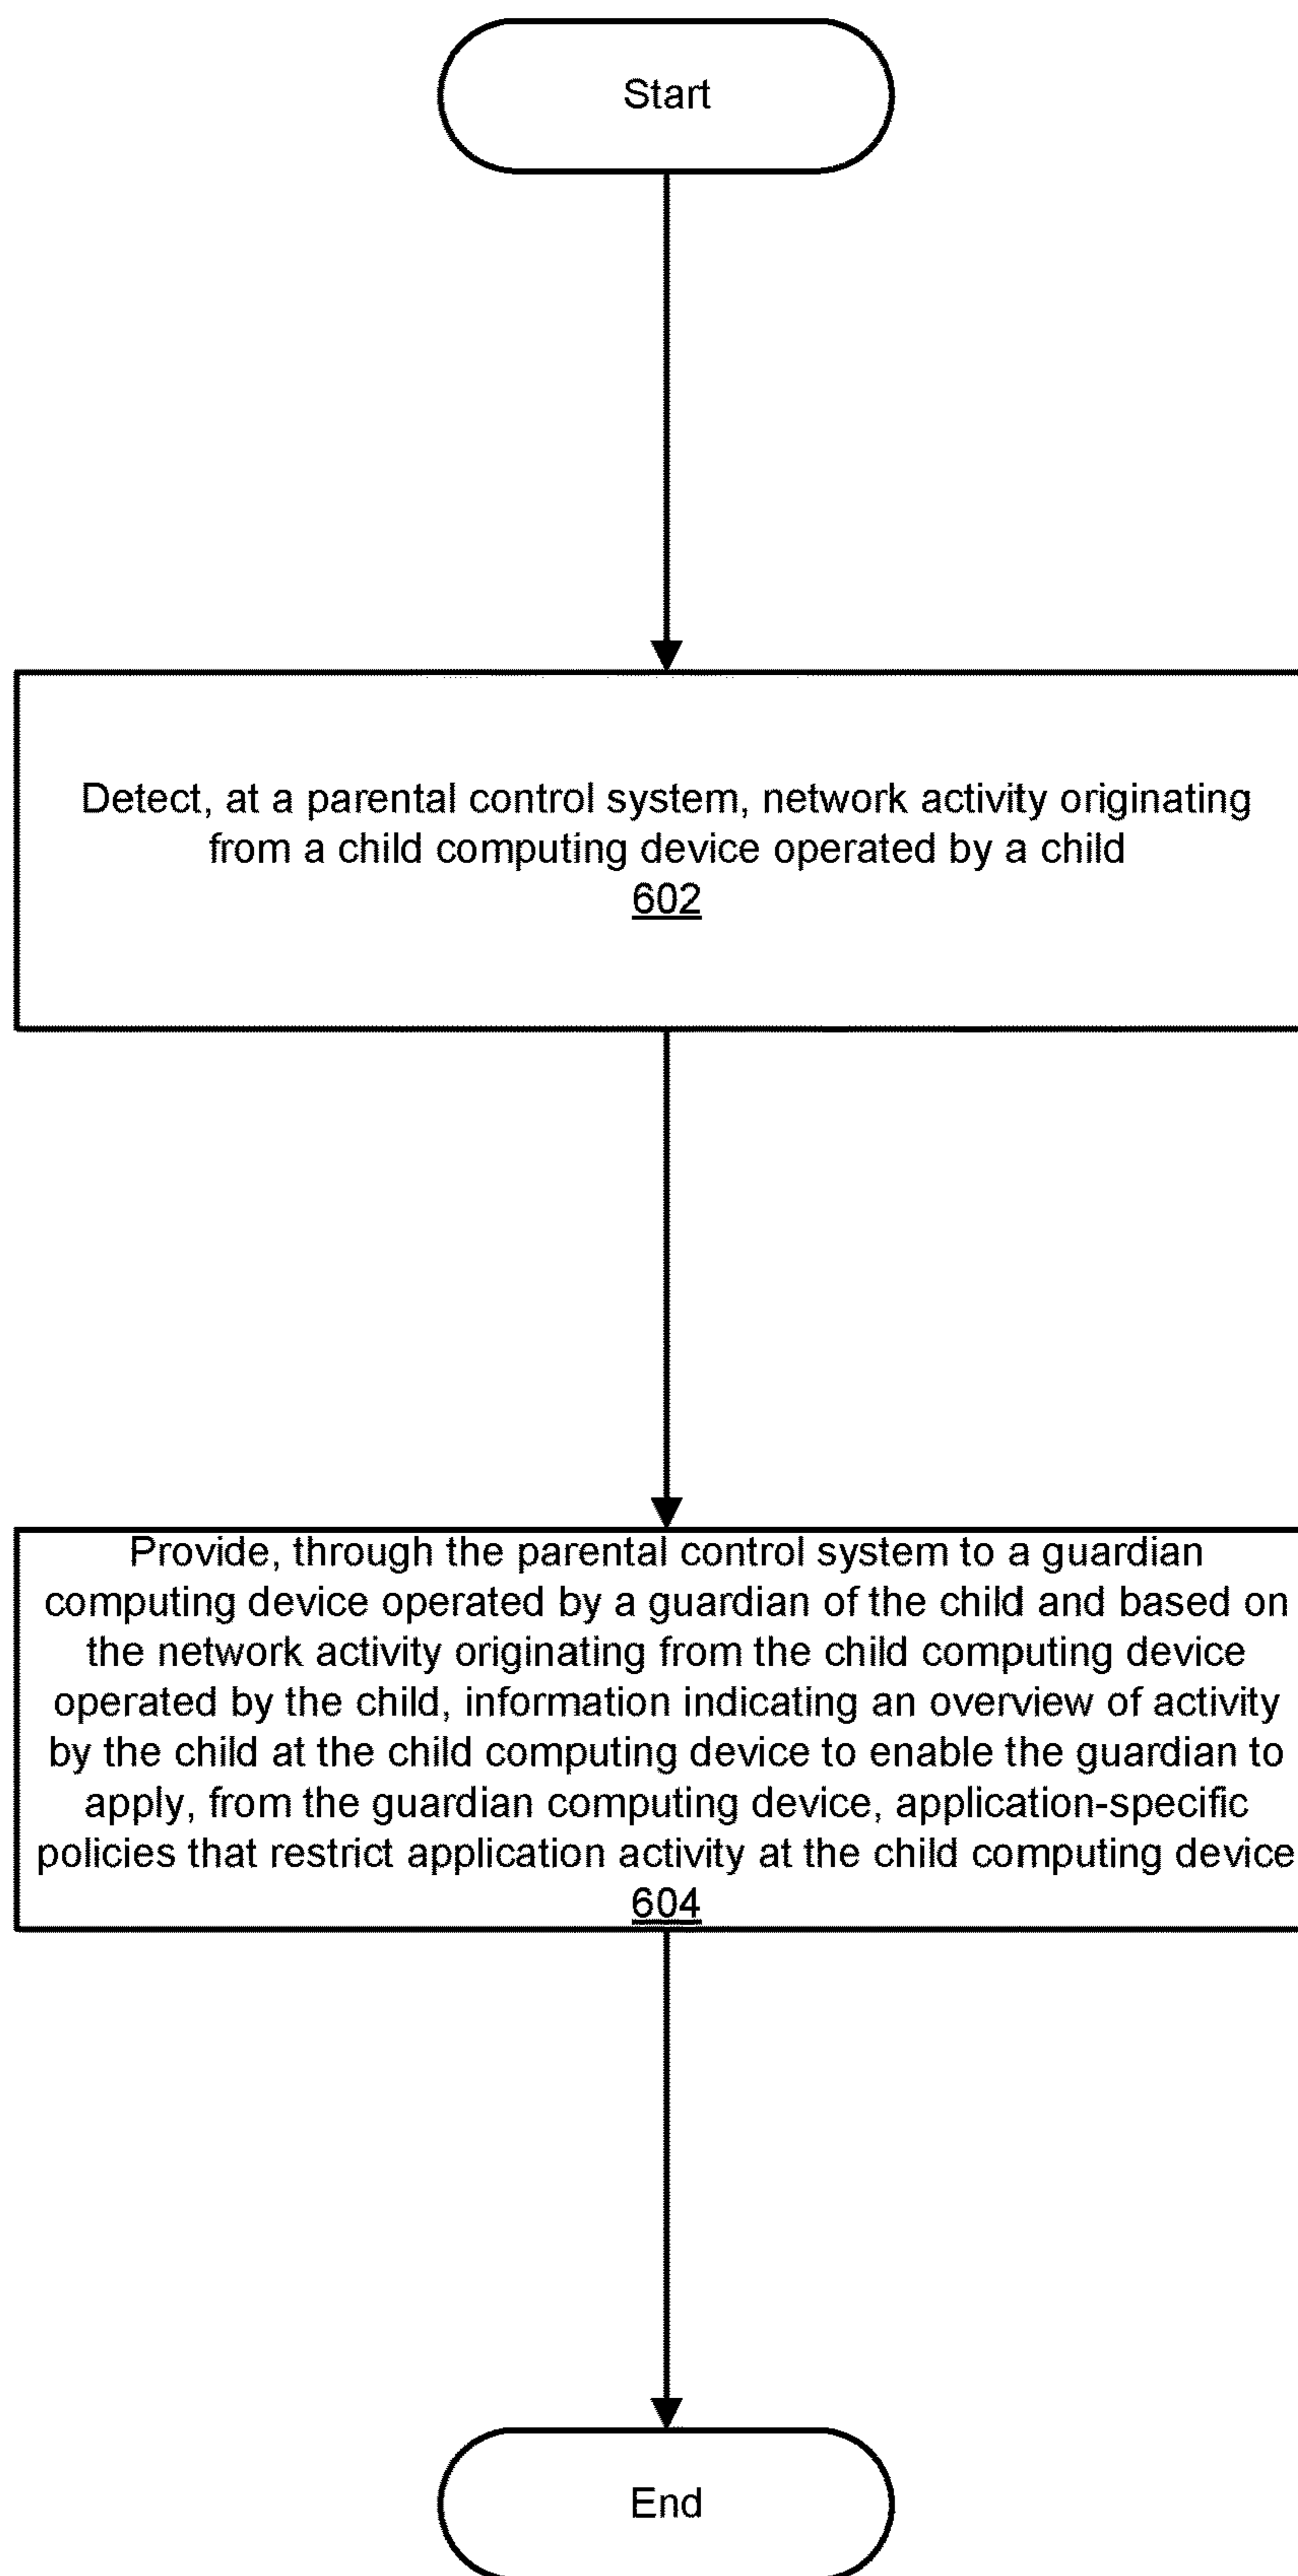 Start
Detect, at a parental control system, network activity originating
from a child computing device operated by a child
602
Provide, through the parental control system to a guardian
computing device operated by a guardian of the child and based on
the network activity originating from the child computing device
operated by the child, information indicating an overview of activity
by the child at the child computing device to enable the guardian to
apply, from the guardian computing device, application-specific
policies that restrict application activity at the child computing device
604
End